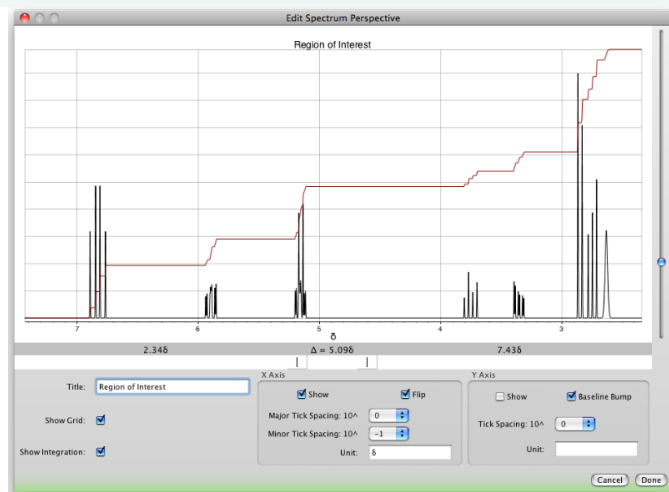 Edit Spectrum Perspective
Region of Interest
7 6 5 4 3
δ
2.34δ Δ = 5.09δ 7.43δ
X Axis
Y Axis
Title: Region of Interest
Show Flip
Show Baseline Bump
Show Grid:
Major Tick Spacing: 10^ 0
Minor Tick Spacing: 10^ -1
Tick Spacing: 10^ 0
Show Integration:
Unit: δ
Unit:
Cancel Done